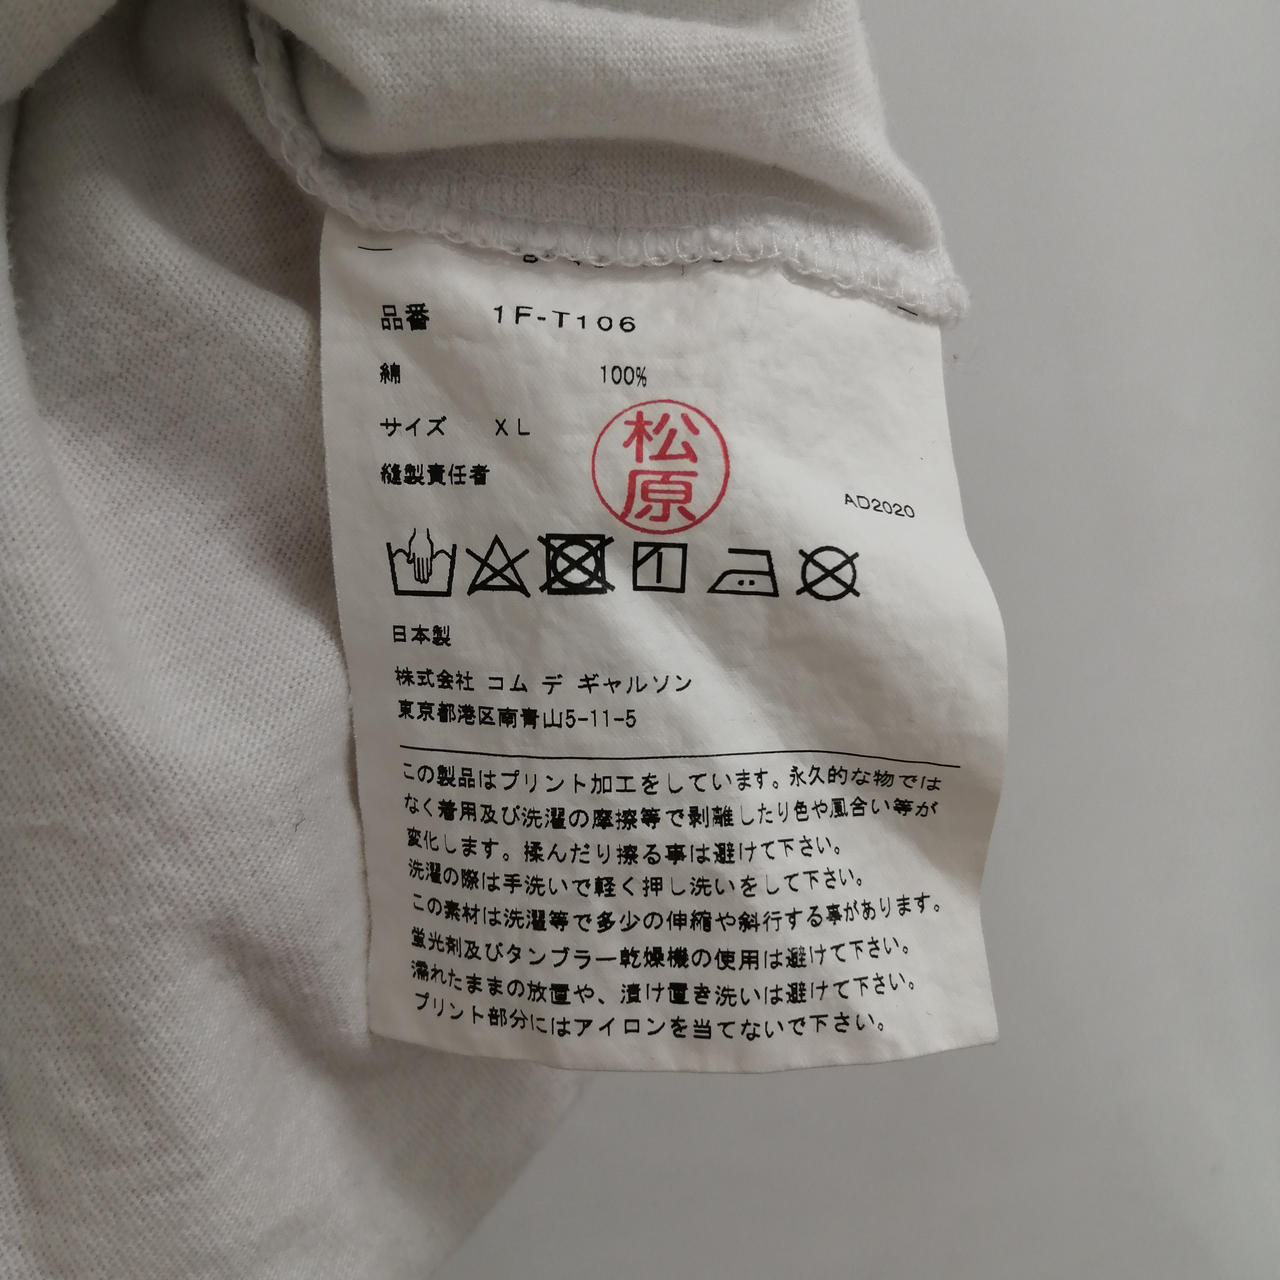 品番 1F-T106
綿 100%
サイズ XL
縫製責任者
松原
AD2020
日本製
株式会社 コム デ ギャルソン
東京都港区南青山5-11-5
この製品はプリント加工をしています。永久的な物では
なく着用及び洗濯の摩擦等で剥離したり色や風合い等が
変化します。揉んだり擦る事は避けて下さい。
洗濯の際は手洗いで軽く押し洗いをして下さい。
この素材は洗濯等で多少の伸縮や斜行する事があります。
蛍光剤及びタンブラー乾燥機の使用は避けて下さい。
濡れたままの放置や、漬け置き洗いは避けて下さい。
プリント部分にはアイロンを当てないで下さい。